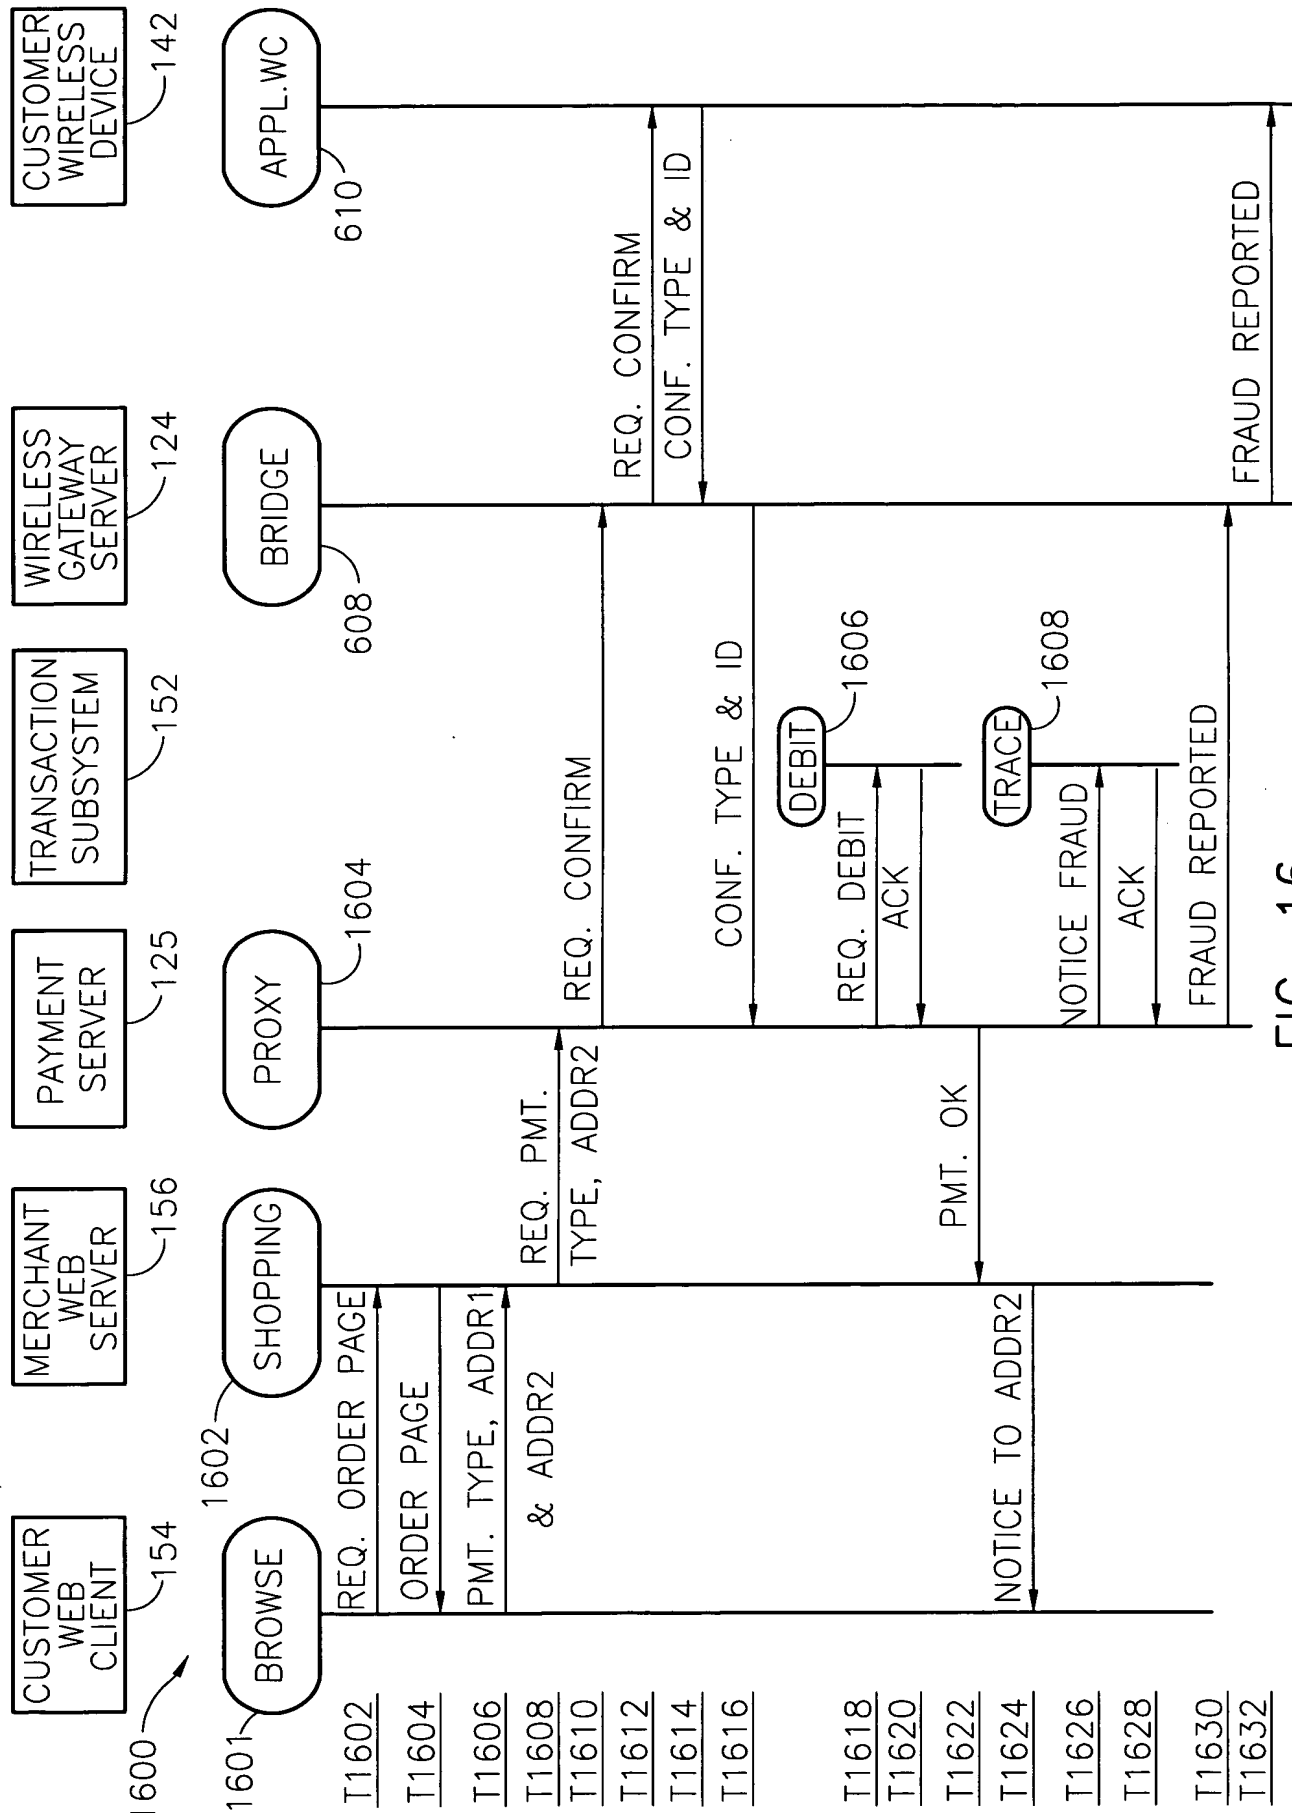 CUSTOMER
WEB
CLIENT
154
MERCHANT
WEB
SERVER
156
PAYMENT
SERVER
125
TRANSACTION
SUBSYSTEM
152
WIRELESS
GATEWAY
SERVER
124
CUSTOMER
WIRELESS
DEVICE
142
1600
1601
BROWSE
1602
SHOPPING
PROXY
1604
BRIDGE
608
APPL.WC
610
T1602
REQ. ORDER PAGE
T1604
ORDER PAGE
T1606
PMT. TYPE, ADDR1
& ADDR2
T1608
REQ. PMT.
TYPE, ADDR2
T1610
REQ. CONFIRM
T1612
REQ. CONFIRM
T1614
CONF. TYPE & ID
T1616
CONF. TYPE & ID
DEBIT
1606
T1618
REQ. DEBIT
T1620
ACK
T1622
PMT. OK
T1624
NOTICE TO ADDR2
TRACE
1608
T1626
NOTICE FRAUD
T1628
ACK
T1630
FRAUD REPORTED
T1632
FRAUD REPORTED
FIG. 16